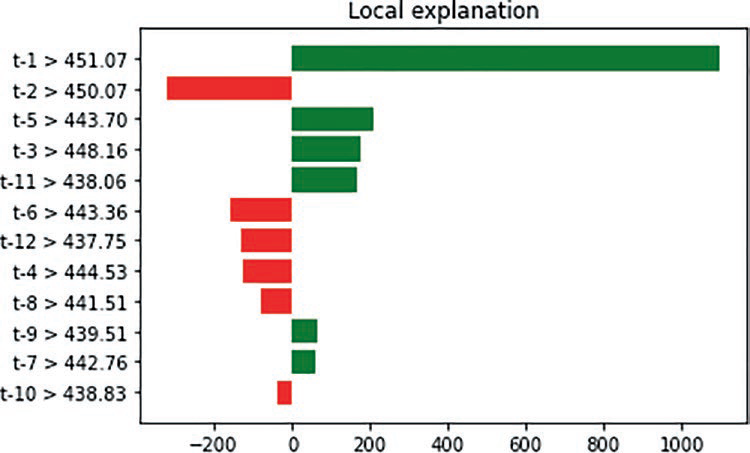 Local explanation
t-1 > 451.07
t-2 > 450.07
t-5 > 443.70
t-3 > 448.16
t-11 > 438.06
t-6 > 443.36
t-12 > 437.75
t-4 > 444.53
t-8 > 441.51
t-9 > 439.51
t-7 > 442.76
t-10 > 438.83
−200 0 200 400 600 800 1000